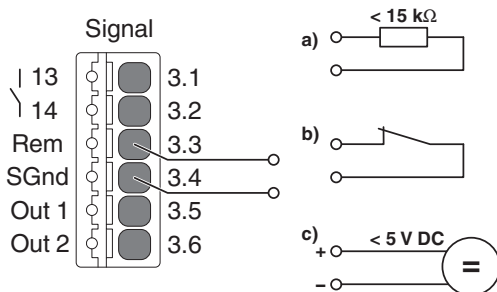 Signal
13 3.1
14 3.2
Rem 3.3
SGnd 3.4
Out 1 3.5
Out 2 3.6
a) < 15 kΩ
b)
c) + < 5 V DC
– =